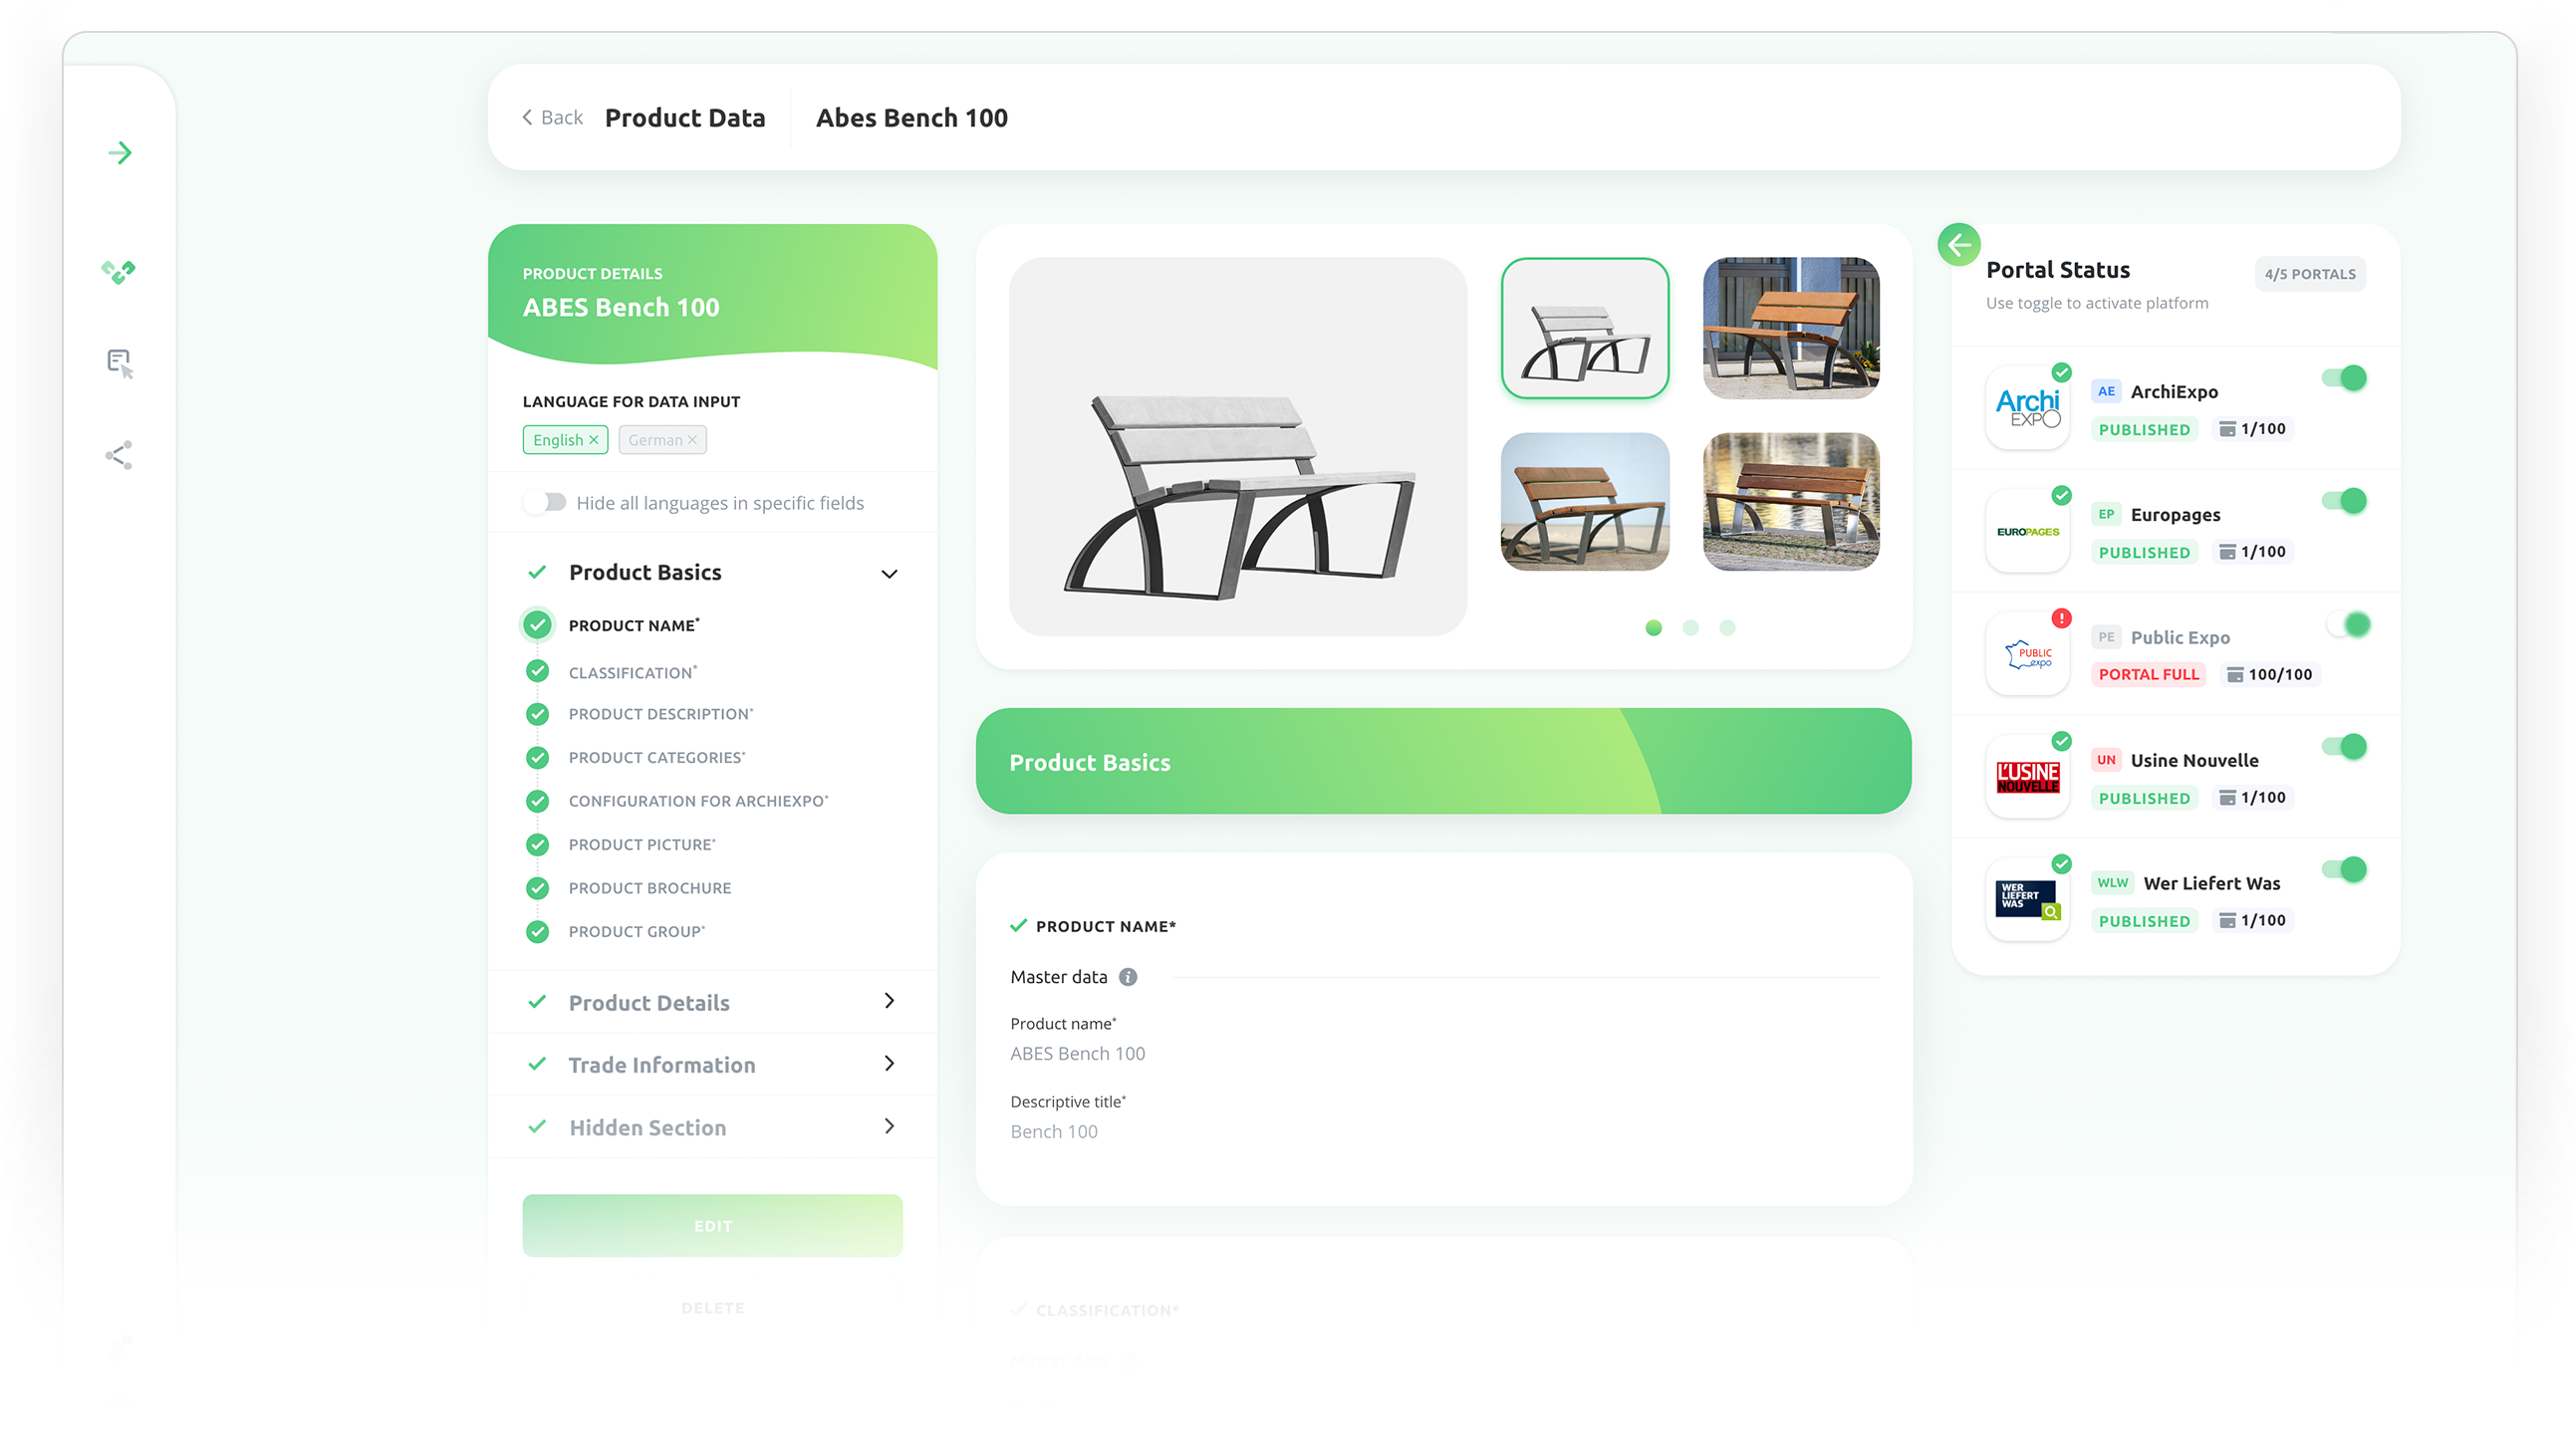 Back
Product Data
Abes Bench 100
PRODUCT DETAILS
ABES Bench 100
LANGUAGE FOR DATA INPUT
English
German
Hide all languages in specific fields
Product Basics
PRODUCT NAME*
CLASSIFICATION*
PRODUCT DESCRIPTION*
PRODUCT CATEGORIES*
CONFIGURATION FOR ARCHIEXPO*
PRODUCT PICTURE*
PRODUCT BROCHURE
PRODUCT GROUP*
Product Details
Trade Information
Hidden Section
EDIT
DELETE
Product Basics
PRODUCT NAME*
Master data
Product name*
ABES Bench 100
Descriptive title*
Bench 100
CLASSIFICATION*
Master data
Portal Status
4/5 PORTALS
Use toggle to activate platform
Archi
EXPO
AE ArchiExpo
PUBLISHED 1/100
EUROPAGES
EP Europages
PUBLISHED 1/100
PUBLIC
expo
PE Public Expo
PORTAL FULL 100/100
L'USINE
NOUVELLE
UN Usine Nouvelle
PUBLISHED 1/100
WER
LIEFERT
WAS
WLW Wer Liefert Was
PUBLISHED 1/100